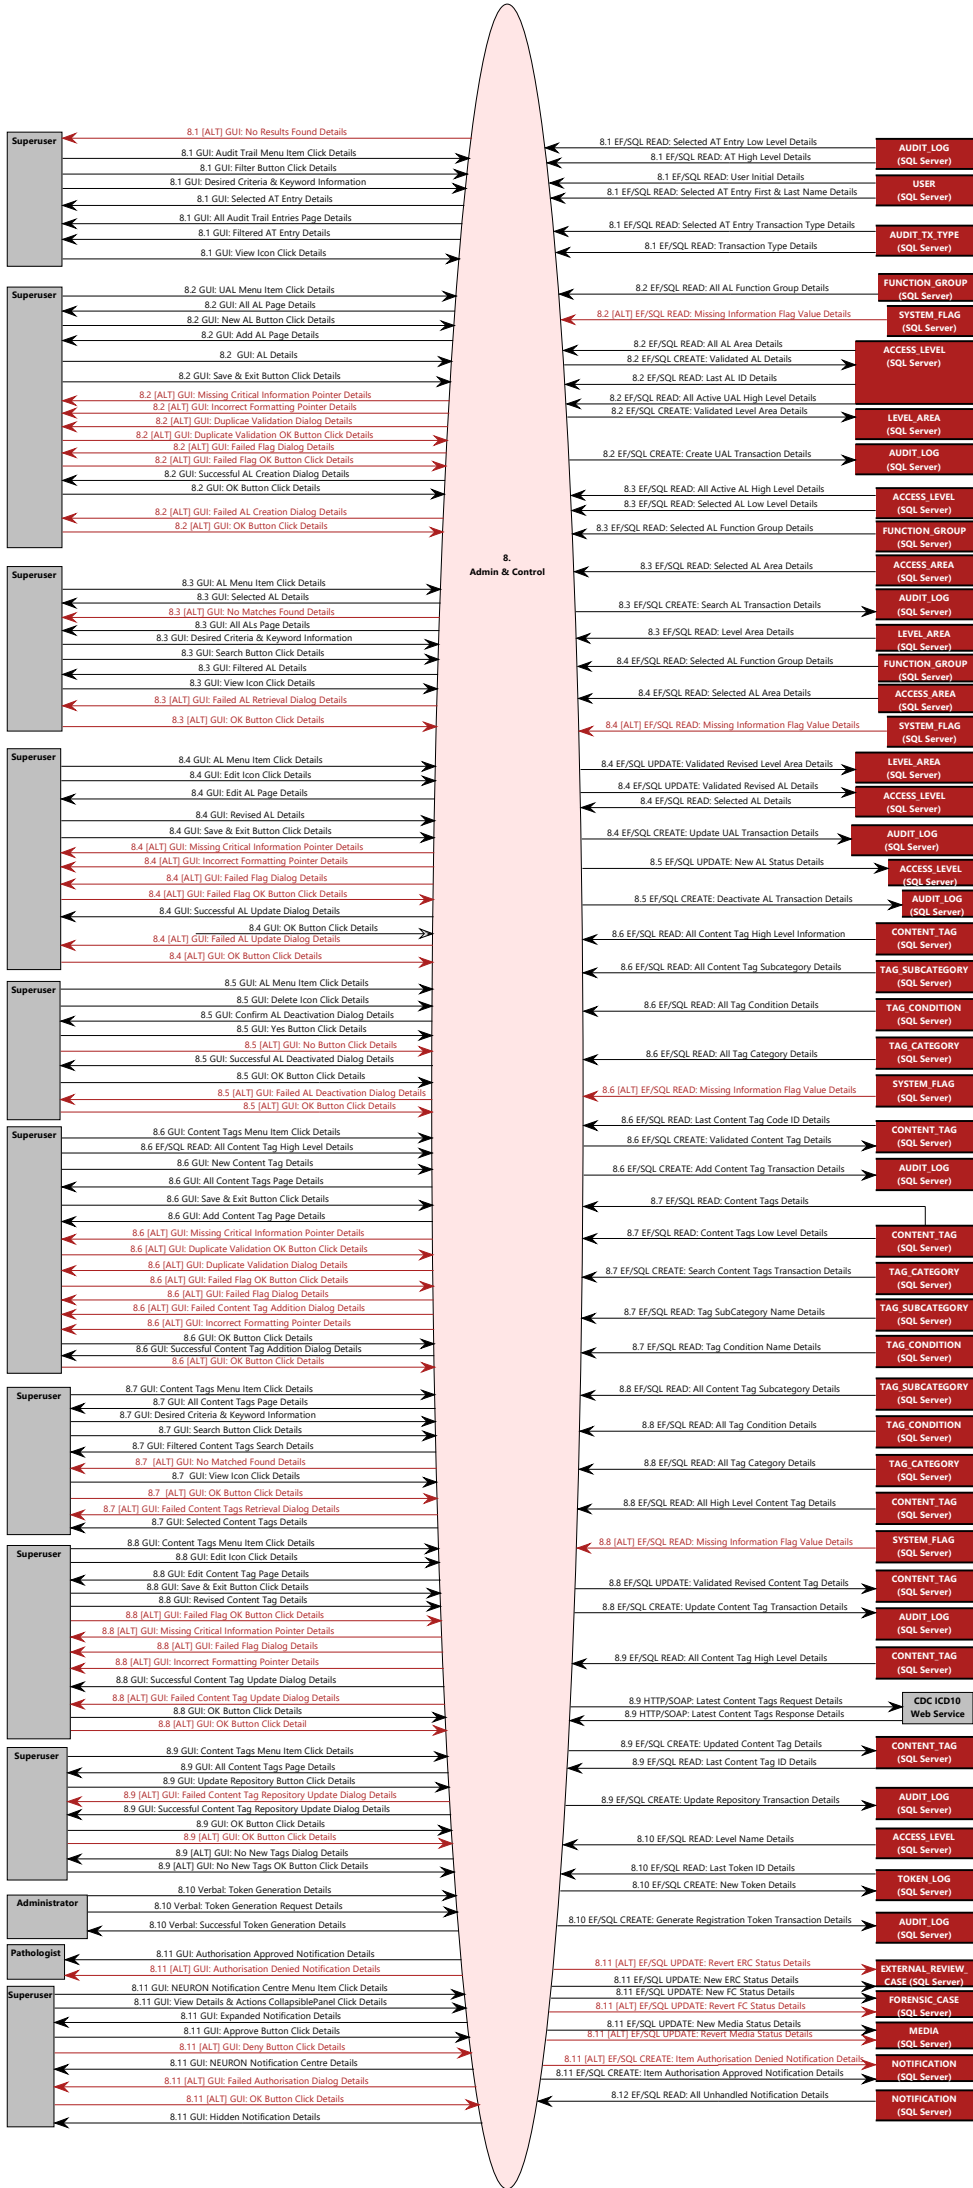 Superuser
8.1 [ALT] GUI: No Results Found Details
8.1 GUI: Audit Trail Menu Item Click Details
8.1 GUI: Filter Button Click Details
8.1 GUI: Desired Criteria & Keyword Information
8.1 GUI: Selected AT Entry Details
8.1 GUI: All Audit Trail Entries Page Details
8.1 GUI: Filtered AT Entry Details
8.1 GUI: View Icon Click Details
Superuser
8.2 GUI: UAL Menu Item Click Details
8.2 GUI: All AL Page Details
8.2 GUI: New AL Button Click Details
8.2 GUI: Add AL Page Details
8.2  GUI: AL Details
8.2 GUI: Save & Exit Button Click Details
8.2 [ALT] GUI: Missing Critical Information Pointer Details
8.2 [ALT] GUI: Incorrect Formatting Pointer Details
8.2 [ALT] GUI: Duplicae Validation Dialog Details
8.2 [ALT] GUI: Duplicate Validation OK Button Click Details
8.2 [ALT] GUI: Failed Flag Dialog Details
8.2 [ALT] GUI: Failed Flag OK Button Click Details
8.2 GUI: Successful AL Creation Dialog Details
8.2 GUI: OK Button Click Details
8.2 [ALT] GUI: Failed AL Creation Dialog Details
8.2 [ALT] GUI: OK Button Click Details
Superuser
8.3 GUI: AL Menu Item Click Details
8.3 GUI: Selected AL Details
8.3 [ALT] GUI: No Matches Found Details
8.3 GUI: All ALs Page Details
8.3 GUI: Desired Criteria & Keyword Information
8.3 GUI: Search Button Click Details
8.3 GUI: Filtered AL Details
8.3 GUI: View Icon Click Details
8.3 [ALT] GUI: Failed AL Retrieval Dialog Details
8.3 [ALT] GUI: OK Button Click Details
Superuser
8.4 GUI: AL Menu Item Click Details
8.4 GUI: Edit Icon Click Details
8.4 GUI: Edit AL Page Details
8.4 GUI: Revised AL Details
8.4 GUI: Save & Exit Button Click Details
8.4 [ALT] GUI: Missing Critical Information Pointer Details
8.4 [ALT] GUI: Incorrect Formatting Pointer Details
8.4 [ALT] GUI: Failed Flag Dialog Details
8.4 [ALT] GUI: Failed Flag OK Button Click Details
8.4 GUI: Successful AL Update Dialog Details
8.4 GUI: OK Button Click Details
8.4 [ALT] GUI: Failed AL Update Dialog Details
8.4 [ALT] GUI: OK Button Click Details
Superuser
8.5 GUI: AL Menu Item Click Details
8.5 GUI: Delete Icon Click Details
8.5 GUI: Confirm AL Deactivation Dialog Details
8.5 GUI: Yes Button Click Details
8.5 [ALT] GUI: No Button Click Details
8.5 GUI: Successful AL Deactivated Dialog Details
8.5 GUI: OK Button Click Details
8.5 [ALT] GUI: Failed AL Deactivation Dialog Details
8.5 [ALT] GUI: OK Button Click Details
Superuser
8.6 GUI: Content Tags Menu Item Click Details
8.6 EF/SQL READ: All Content Tag High Level Details
8.6 GUI: New Content Tag Details
8.6 GUI: All Content Tags Page Details
8.6 GUI: Save & Exit Button Click Details
8.6 GUI: Add Content Tag Page Details
8.6 [ALT] GUI: Missing Critical Information Pointer Details
8.6 [ALT] GUI: Duplicate Validation OK Button Click Details
8.6 [ALT] GUI: Duplicate Validation Dialog Details
8.6 [ALT] GUI: Failed Flag OK Button Click Details
8.6 [ALT] GUI: Failed Flag Dialog Details
8.6 [ALT] GUI: Failed Content Tag Addition Dialog Details
8.6 [ALT] GUI: Incorrect Formatting Pointer Details
8.6 GUI: OK Button Click Details
8.6 GUI: Successful Content Tag Addition Dialog Details
8.6 [ALT] GUI: OK Button Click Details
Superuser
8.7 GUI: Content Tags Menu Item Click Details
8.7 GUI: All Content Tags Page Details
8.7 GUI: Desired Criteria & Keyword Information
8.7 GUI: Search Button Click Details
8.7 GUI: Filtered Content Tags Search Details
8.7  [ALT] GUI: No Matched Found Details
8.7  GUI: View Icon Click Details
8.7  [ALT] GUI: OK Button Click Details
8.7 [ALT] GUI: Failed Content Tags Retrieval Dialog Details
8.7 GUI: Selected Content Tags Details
Superuser
8.8 GUI: Content Tags Menu Item Click Details
8.8 GUI: Edit Icon Click Details
8.8 GUI: Edit Content Tag Page Details
8.8 GUI: Save & Exit Button Click Details
8.8 GUI: Revised Content Tag Details
8.8 [ALT] GUI: Failed Flag OK Button Click Details
8.8 [ALT] GUI: Missing Critical Information Pointer Details
8.8 [ALT] GUI: Failed Flag Dialog Details
8.8 [ALT] GUI: Incorrect Formatting Pointer Details
8.8 GUI: Successful Content Tag Update Dialog Details
8.8 [ALT] GUI: Failed Content Tag Update Dialog Details
8.8 GUI: OK Button Click Details
8.8 [ALT] GUI: OK Button Click Detail
Superuser
8.9 GUI: Content Tags Menu Item Click Details
8.9 GUI: All Content Tags Page Details
8.9 GUI: Update Repository Button Click Details
8.9 [ALT] GUI: Failed Content Tag Repository Update Dialog Details
8.9 GUI: Successful Content Tag Repository Update Dialog Details
8.9 GUI: OK Button Click Details
8.9 [ALT] GUI: OK Button Click Details
8.9 [ALT] GUI: No New Tags Dialog Details
8.9 [ALT] GUI: No New Tags OK Button Click Details
Administrator
8.10 Verbal: Token Generation Details
8.10 Verbal: Token Generation Request Details
8.10 Verbal: Successful Token Generation Details
Pathologist
8.11 GUI: Authorisation Approved Notification Details
8.11 [ALT] GUI: Authorisation Denied Notification Details
Superuser
8.11 GUI: NEURON Notification Centre Menu Item Click Details
8.11 GUI: View Details & Actions CollapsiblePanel Click Details
8.11 GUI: Expanded Notification Details
8.11 GUI: Approve Button Click Details
8.11 [ALT] GUI: Deny Button Click Details
8.11 GUI: NEURON Notification Centre Details
8.11 [ALT] GUI: Failed Authorisation Dialog Details
8.11 [ALT] GUI: OK Button Click Details
8.11 GUI: Hidden Notification Details
8.
Admin & Control
8.1 EF/SQL READ: Selected AT Entry Low Level Details
8.1 EF/SQL READ: AT High Level Details
AUDIT_LOG
(SQL Server)
8.1 EF/SQL READ: User Initial Details
8.1 EF/SQL READ: Selected AT Entry First & Last Name Details
USER
(SQL Server)
8.1 EF/SQL READ: Selected AT Entry Transaction Type Details
8.1 EF/SQL READ: Transaction Type Details
AUDIT_TX_TYPE
(SQL Server)
8.2 EF/SQL READ: All AL Function Group Details
FUNCTION_GROUP
(SQL Server)
8.2 [ALT] EF/SQL READ: Missing Information Flag Value Details
SYSTEM_FLAG
(SQL Server)
8.2 EF/SQL READ: All AL Area Details
8.2 EF/SQL CREATE: Validated AL Details
8.2 EF/SQL READ: Last AL ID Details
8.2 EF/SQL READ: All Active UAL High Level Details
ACCESS_LEVEL
(SQL Server)
8.2 EF/SQL CREATE: Validated Level Area Details
LEVEL_AREA
(SQL Server)
8.2 EF/SQL CREATE: Create UAL Transaction Details
AUDIT_LOG
(SQL Server)
8.3 EF/SQL READ: All Active AL High Level Details
8.3 EF/SQL READ: Selected AL Low Level Details
ACCESS_LEVEL
(SQL Server)
8.3 EF/SQL READ: Selected AL Function Group Details
FUNCTION_GROUP
(SQL Server)
8.3 EF/SQL READ: Selected AL Area Details
ACCESS_AREA
(SQL Server)
8.3 EF/SQL CREATE: Search AL Transaction Details
AUDIT_LOG
(SQL Server)
8.3 EF/SQL READ: Level Area Details
LEVEL_AREA
(SQL Server)
8.4 EF/SQL READ: Selected AL Function Group Details
FUNCTION_GROUP
(SQL Server)
8.4 EF/SQL READ: Selected AL Area Details
ACCESS_AREA
(SQL Server)
8.4 [ALT] EF/SQL READ: Missing Information Flag Value Details
SYSTEM_FLAG
(SQL Server)
8.4 EF/SQL UPDATE: Validated Revised Level Area Details
LEVEL_AREA
(SQL Server)
8.4 EF/SQL UPDATE: Validated Revised AL Details
8.4 EF/SQL READ: Selected AL Details
ACCESS_LEVEL
(SQL Server)
8.4 EF/SQL CREATE: Update UAL Transaction Details
AUDIT_LOG
(SQL Server)
8.5 EF/SQL UPDATE: New AL Status Details
ACCESS_LEVEL
(SQL Server)
8.5 EF/SQL CREATE: Deactivate AL Transaction Details
AUDIT_LOG
(SQL Server)
8.6 EF/SQL READ: All Content Tag High Level Information
CONTENT_TAG
(SQL Server)
8.6 EF/SQL READ: All Content Tag Subcategory Details
TAG_SUBCATEGORY
(SQL Server)
8.6 EF/SQL READ: All Tag Condition Details
TAG_CONDITION
(SQL Server)
8.6 EF/SQL READ: All Tag Category Details
TAG_CATEGORY
(SQL Server)
8.6 [ALT] EF/SQL READ: Missing Information Flag Value Details
SYSTEM_FLAG
(SQL Server)
8.6 EF/SQL READ: Last Content Tag Code ID Details
8.6 EF/SQL CREATE: Validated Content Tag Details
CONTENT_TAG
(SQL Server)
8.6 EF/SQL CREATE: Add Content Tag Transaction Details
AUDIT_LOG
(SQL Server)
8.7 EF/SQL READ: Content Tags Details
8.7 EF/SQL READ: Content Tags Low Level Details
CONTENT_TAG
(SQL Server)
8.7 EF/SQL CREATE: Search Content Tags Transaction Details
TAG_CATEGORY
(SQL Server)
8.7 EF/SQL READ: Tag SubCategory Name Details
TAG_SUBCATEGORY
(SQL Server)
8.7 EF/SQL READ: Tag Condition Name Details
TAG_CONDITION
(SQL Server)
8.8 EF/SQL READ: All Content Tag Subcategory Details
TAG_SUBCATEGORY
(SQL Server)
8.8 EF/SQL READ: All Tag Condition Details
TAG_CONDITION
(SQL Server)
8.8 EF/SQL READ: All Tag Category Details
TAG_CATEGORY
(SQL Server)
8.8 EF/SQL READ: All High Level Content Tag Details
CONTENT_TAG
(SQL Server)
8.8 [ALT] EF/SQL READ: Missing Information Flag Value Details
SYSTEM_FLAG
(SQL Server)
8.8 EF/SQL UPDATE: Validated Revised Content Tag Details
CONTENT_TAG
(SQL Server)
8.8 EF/SQL CREATE: Update Content Tag Transaction Details
AUDIT_LOG
(SQL Server)
8.9 EF/SQL READ: All Content Tag High Level Details
CONTENT_TAG
(SQL Server)
8.9 HTTP/SOAP: Latest Content Tags Request Details
8.9 HTTP/SOAP: Latest Content Tags Response Details
CDC ICD10
Web Service
8.9 EF/SQL CREATE: Updated Content Tag Details
8.9 EF/SQL READ: Last Content Tag ID Details
CONTENT_TAG
(SQL Server)
8.9 EF/SQL CREATE: Update Repository Transaction Details
AUDIT_LOG
(SQL Server)
8.10 EF/SQL READ: Level Name Details
ACCESS_LEVEL
(SQL Server)
8.10 EF/SQL READ: Last Token ID Details
8.10 EF/SQL CREATE: New Token Details
TOKEN_LOG
(SQL Server)
8.10 EF/SQL CREATE: Generate Registration Token Transaction Details
AUDIT_LOG
(SQL Server)
8.11 [ALT] EF/SQL UPDATE: Revert ERC Status Details
8.11 EF/SQL UPDATE: New ERC Status Details
EXTERNAL_REVIEW_
CASE (SQL Server)
8.11 EF/SQL UPDATE: New FC Status Details
8.11 [ALT] EF/SQL UPDATE: Revert FC Status Details
FORENSIC_CASE
(SQL Server)
8.11 EF/SQL UPDATE: New Media Status Details
8.11 [ALT] EF/SQL UPDATE: Revert Media Status Details
MEDIA
(SQL Server)
8.11 [ALT] EF/SQL CREATE: Item Authorisation Denied Notification Details
8.11 EF/SQL CREATE: Item Authorisation Approved Notification Details
NOTIFICATION
(SQL Server)
8.12 EF/SQL READ: All Unhandled Notification Details
NOTIFICATION
(SQL Server)